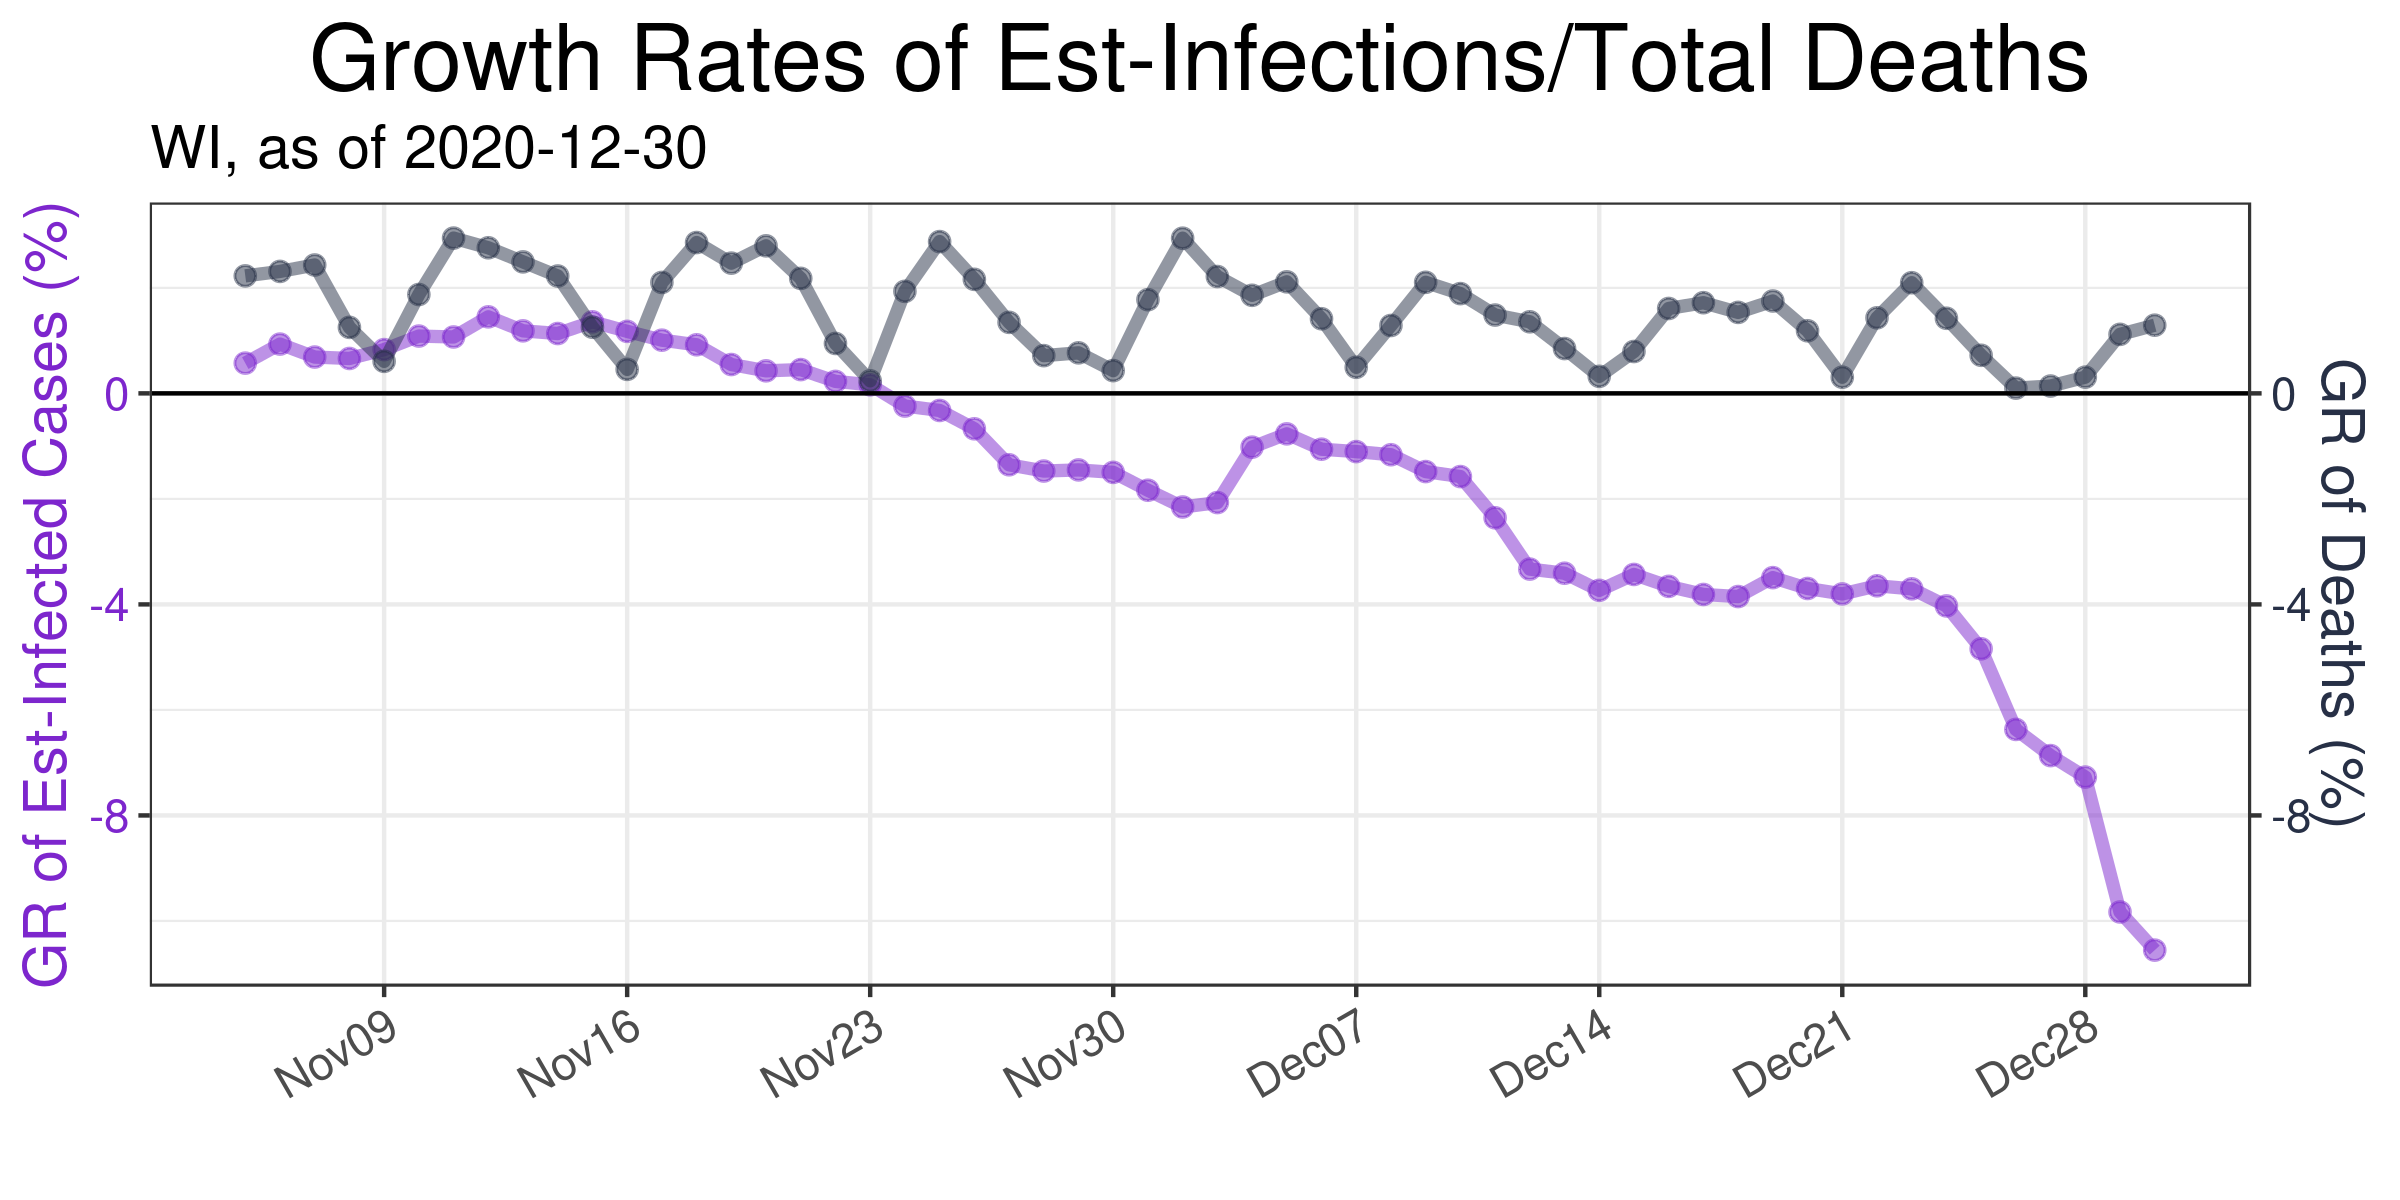 Growth Rates of Est-Infections/Total Deaths
WI, as of 2020-12-30
GR of Est-Infected Cases (%)
0
-4
-8
0
-4
-8
GR of Deaths (%)
Nov09
Nov16
Nov23
Nov30
Dec07
Dec14
Dec21
Dec28